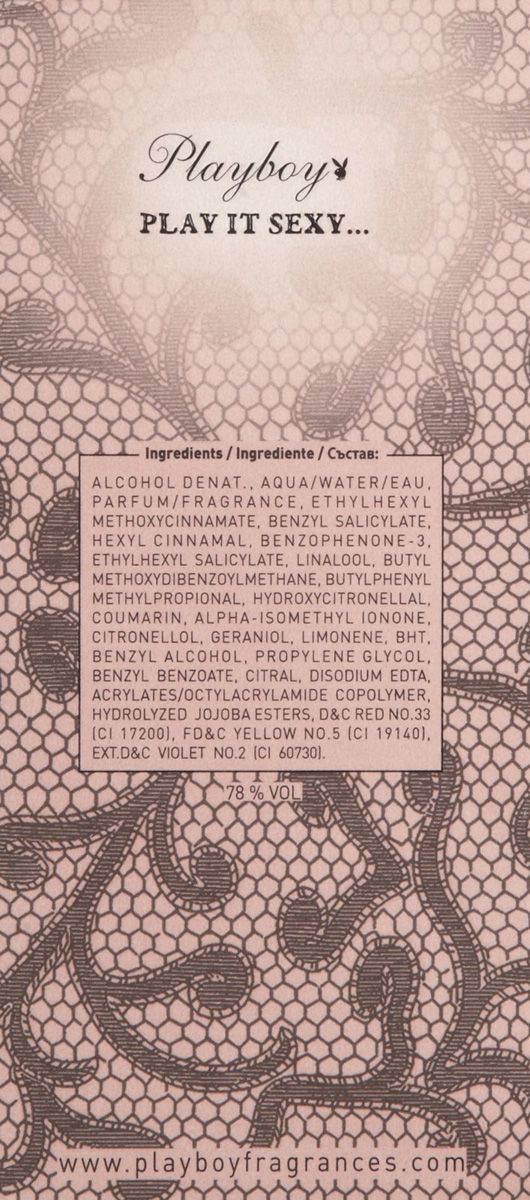 Playboy
PLAY IT SEXY...
Ingredients / Ingrediente / Състав:
ALCOHOL DENAT., AQUA/WATER/EAU,
PARFUM/FRAGRANCE, ETHYLHEXYL
METHOXYCINNAMATE, BENZYL SALICYLATE,
HEXYL CINNAMAL, BENZOPHENONE-3,
ETHYLHEXYL SALICYLATE, LINALOOL, BUTYL
METHOXYDIBENZOYLMETHANE, BUTYLPHENYL
METHYLPROPIONAL, HYDROXYCITRONELLAL,
COUMARIN, ALPHA-ISOMETHYL IONONE,
CITRONELLOL, GERANIOL, LIMONENE, BHT,
BENZYL ALCOHOL, PROPYLENE GLYCOL,
BENZYL BENZOATE, CITRAL, DISODIUM EDTA,
ACRYLATES/OCTYLACRYLAMIDE COPOLYMER,
HYDROLYZED JOJOBA ESTERS, D&C RED NO.33
(CI 17200), FD&C YELLOW NO.5 (CI 19140),
EXT.D&C VIOLET NO.2 (CI 60730).
78 % VOL
www.playboyfragrances.com